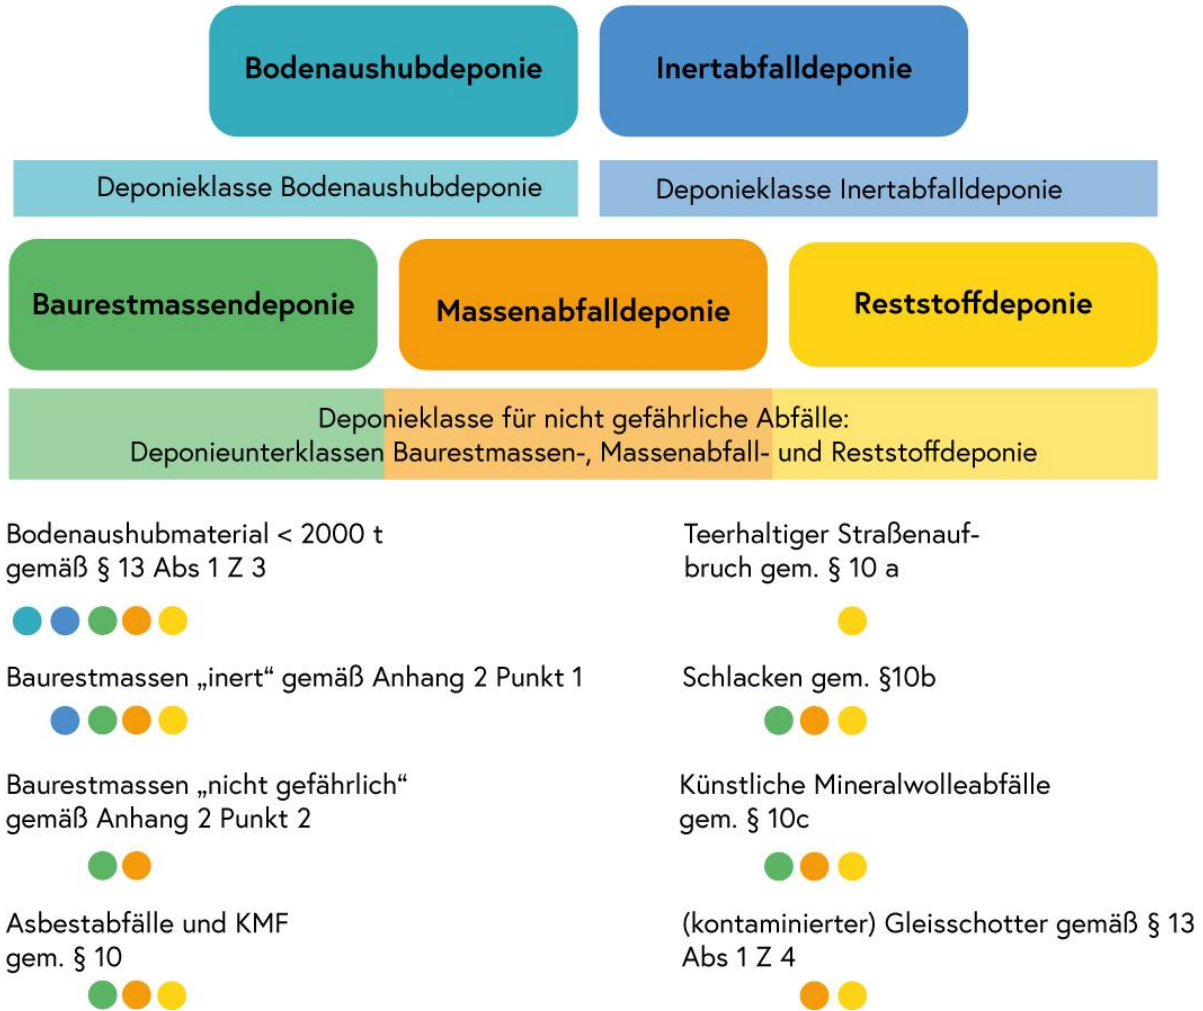 Bodenaushubdeponie
Inertabfalldeponie
Deponieklasse Bodenaushubdeponie
Deponieklasse Inertabfalldeponie
Baurestmassendeponie
Massenabfalldeponie
Reststoffdeponie
Deponieklasse für nicht gefährliche Abfälle:
Deponieunterklassen Baurestmassen-, Massenabfall- und Reststoffdeponie
Bodenaushubmaterial < 2000 t
gemäß § 13 Abs 1 Z 3
Baurestmassen „inert“ gemäß Anhang 2 Punkt 1
Baurestmassen „nicht gefährlich“
gemäß Anhang 2 Punkt 2
Asbestabfälle und KMF
gem. § 10
Teerhaltiger Straßenauf-
bruch gem. § 10 a
Schlacken gem. §10b
Künstliche Mineralwolleabfälle
gem. § 10c
(kontaminierter) Gleisschotter gemäß § 13
Abs 1 Z 4